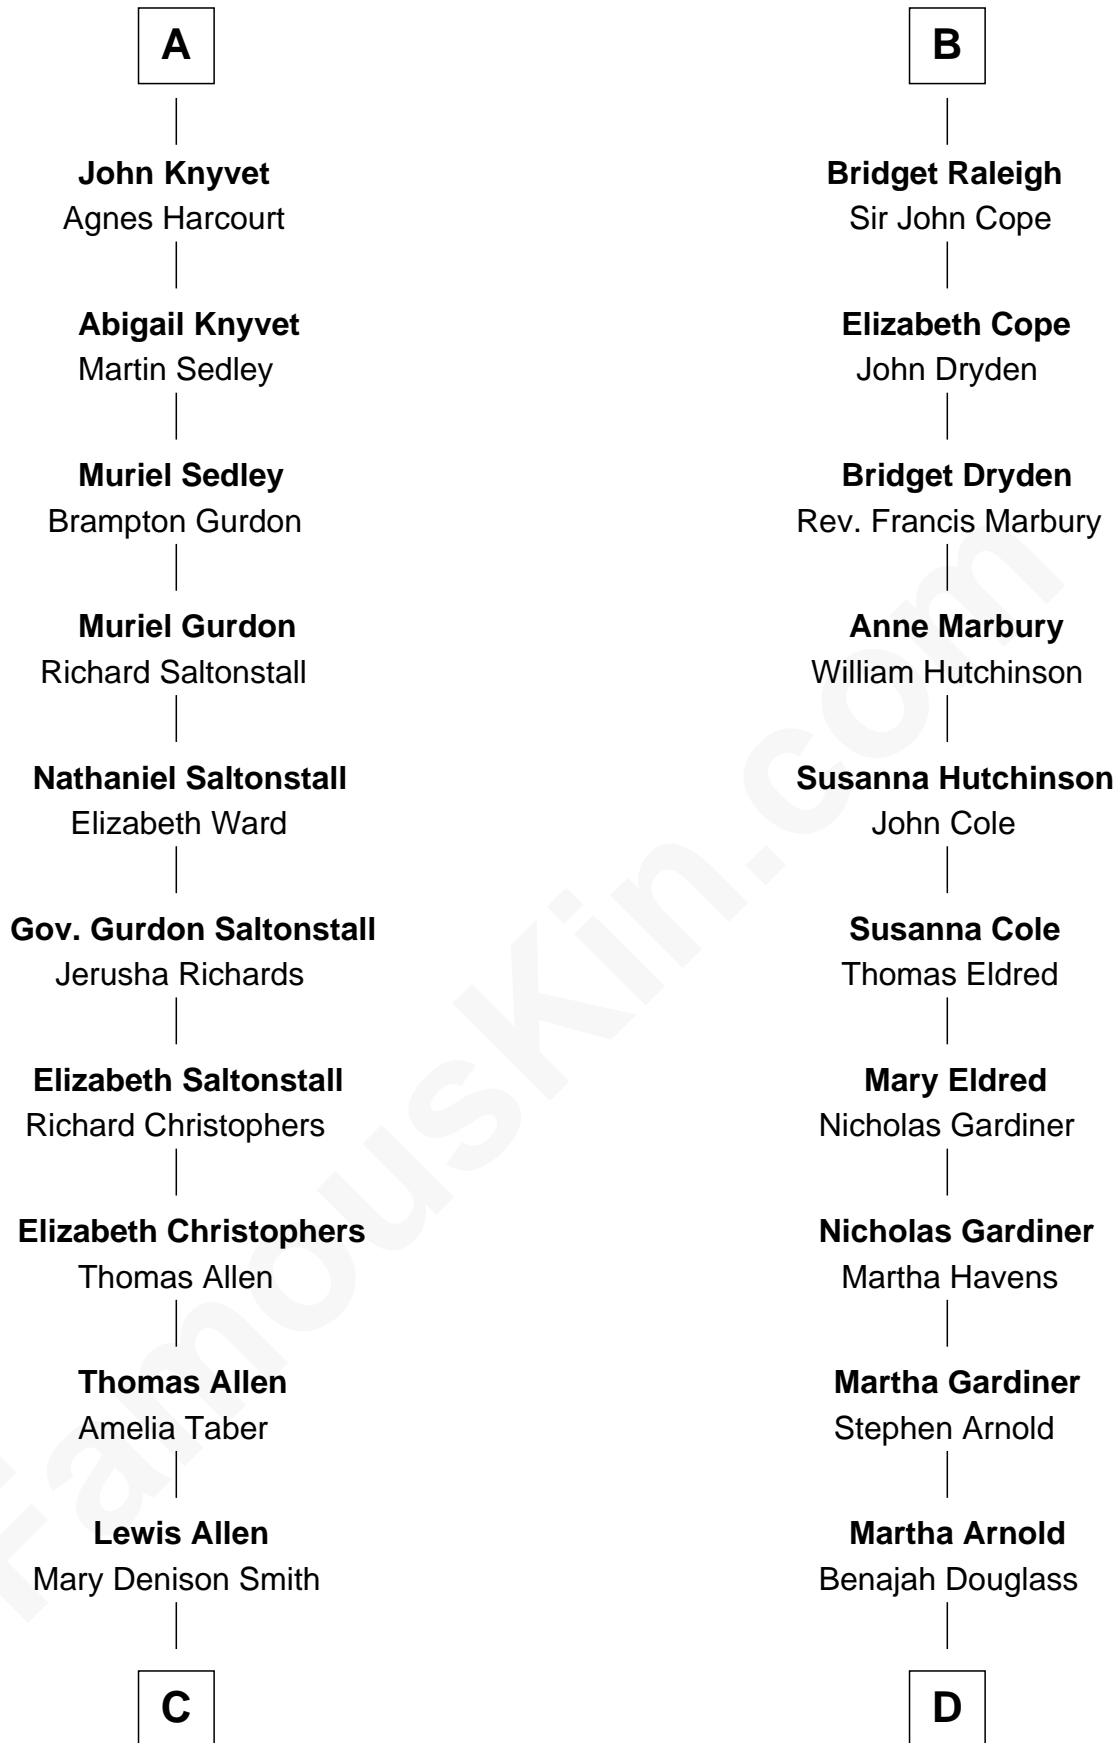 A
John Knyvet
Agnes Harcourt
Abigail Knyvet
Martin Sedley
Muriel Sedley
Brampton Gurdon
Muriel Gurdon
Richard Saltonstall
Nathaniel Saltonstall
Elizabeth Ward
Gov. Gurdon Saltonstall
Jerusha Richards
Elizabeth Saltonstall
Richard Christophers
Elizabeth Christophers
Thomas Allen
Thomas Allen
Amelia Taber
Lewis Allen
Mary Denison Smith
C
B
Bridget Raleigh
Sir John Cope
Elizabeth Cope
John Dryden
Bridget Dryden
Rev. Francis Marbury
Anne Marbury
William Hutchinson
Susanna Hutchinson
John Cole
Susanna Cole
Thomas Eldred
Mary Eldred
Nicholas Gardiner
Nicholas Gardiner
Martha Havens
Martha Gardiner
Stephen Arnold
Martha Arnold
Benajah Douglass
D
FamousKin.com